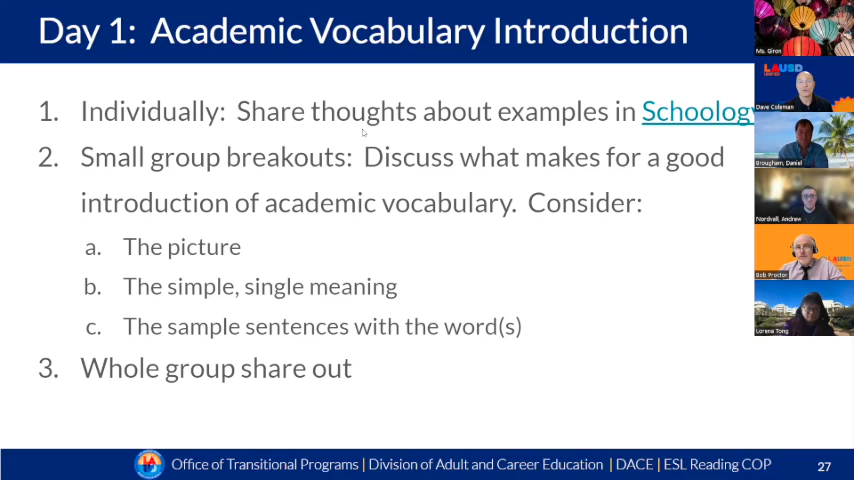 Day 1: Academic Vocabulary Introduction
1. Individually: Share thoughts about examples in Schoology
2. Small group breakouts: Discuss what makes for a good
introduction of academic vocabulary. Consider:
a. The picture
b. The simple, single meaning
c. The sample sentences with the word(s)
3. Whole group share out
Office of Transitional Programs | Division of Adult and Career Education | DACE | ESL Reading COP
27
Ms. Giron
LAUSD
UNIFIED
Dave Coleman
Brougham, Daniel
Nordvall, Andrew
LAUSD
Bob Proctor
Lorena Tong